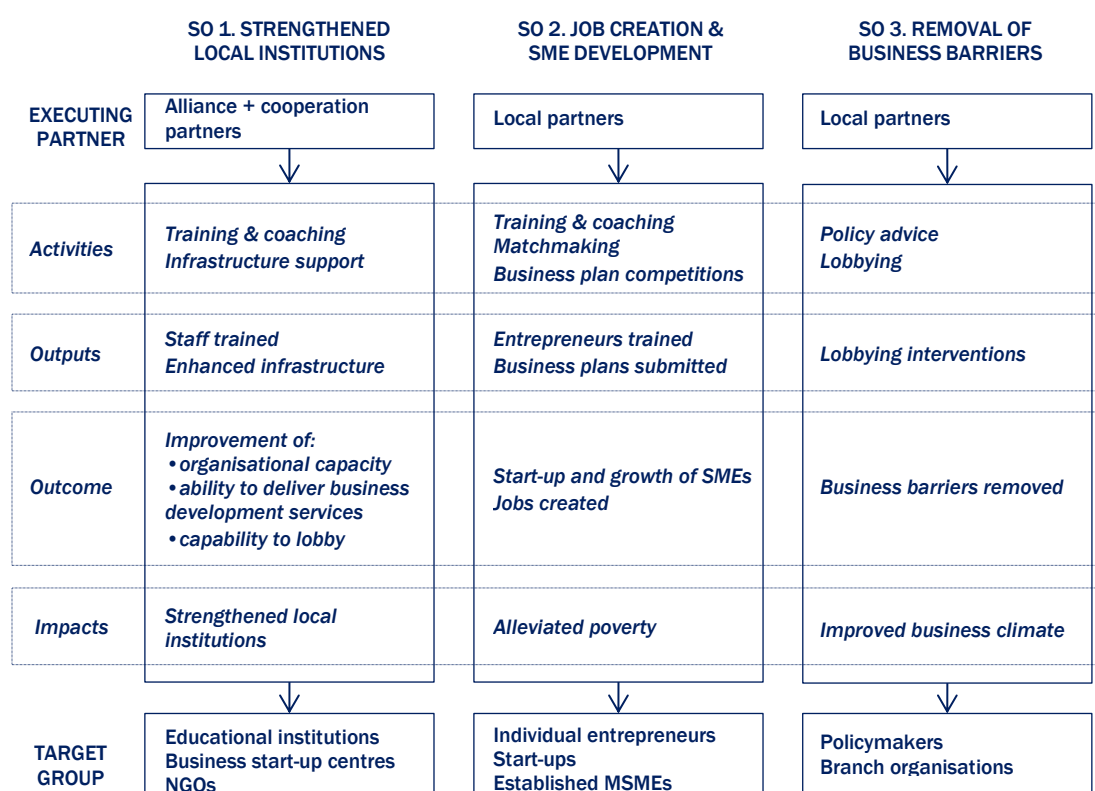 SO 1. STRENGTHENED
LOCAL INSTITUTIONS
SO 2. JOB CREATION &
SME DEVELOPMENT
SO 3. REMOVAL OF
BUSINESS BARRIERS
EXECUTING
PARTNER
Alliance + cooperation
partners
Local partners
Local partners
Activities
Training & coaching
Infrastructure support
Training & coaching
Matchmaking
Business plan competitions
Policy advice
Lobbying
Outputs
Staff trained
Enhanced infrastructure
Entrepreneurs trained
Business plans submitted
Lobbying interventions
Outcome
Improvement of:
•organisational capacity
•ability to deliver business
development services
•capability to lobby
Start-up and growth of SMEs
Jobs created
Business barriers removed
Impacts
Strengthened local
institutions
Alleviated poverty
Improved business climate
TARGET
GROUP
Educational institutions
Business start-up centres
NGOs
Individual entrepreneurs
Start-ups
Established MSMEs
Policymakers
Branch organisations